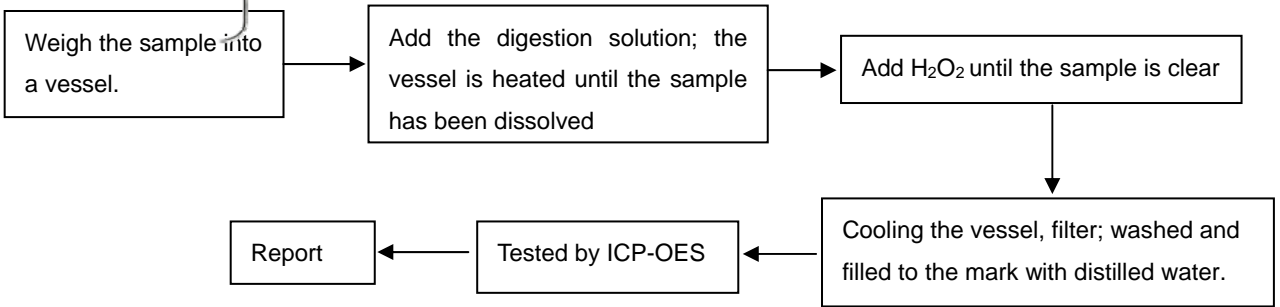 Weigh the sample into
a vessel.
Add the digestion solution; the
vessel is heated until the sample
has been dissolved
Add H₂O₂ until the sample is clear
Cooling the vessel, filter; washed and
filled to the mark with distilled water.
Tested by ICP-OES
Report